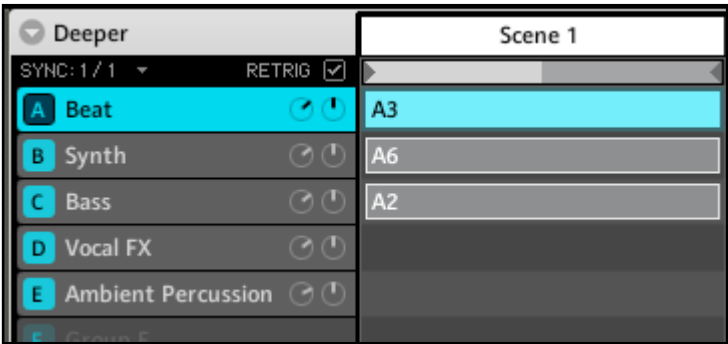 Deeper Scene 1
SYNC: 1 / 1 RETRIG
A Beat A3
B Synth A6
C Bass A2
D Vocal FX
E Ambient Percussion